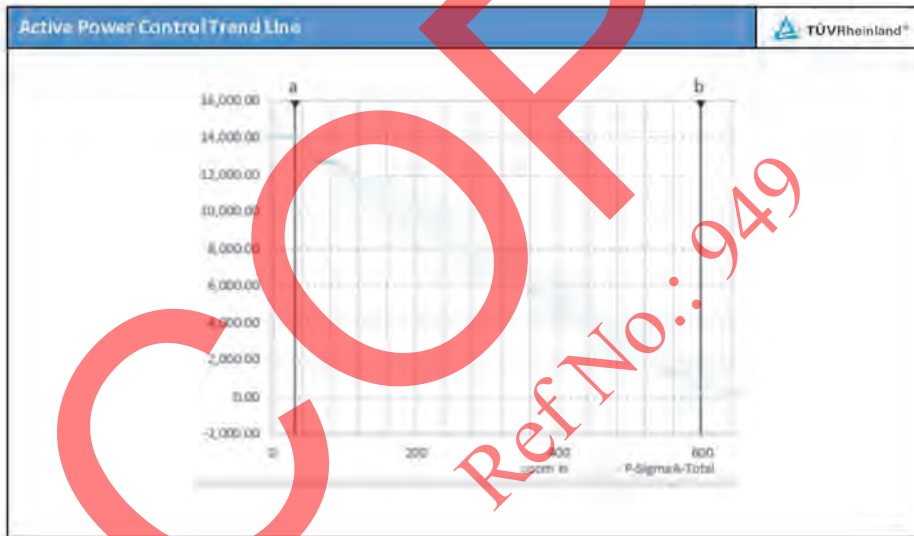 Active Power Control Trend Line
TÜVRheinland®
a
b
16,000.00
14,000.00
12,000.00
10,000.00
8,000.00
6,000.00
4,000.00
2,000.00
0.00
-2,000.00
0
200
400
600
zoom in
P-SigmaA-Total
COP
Ref No.: 949